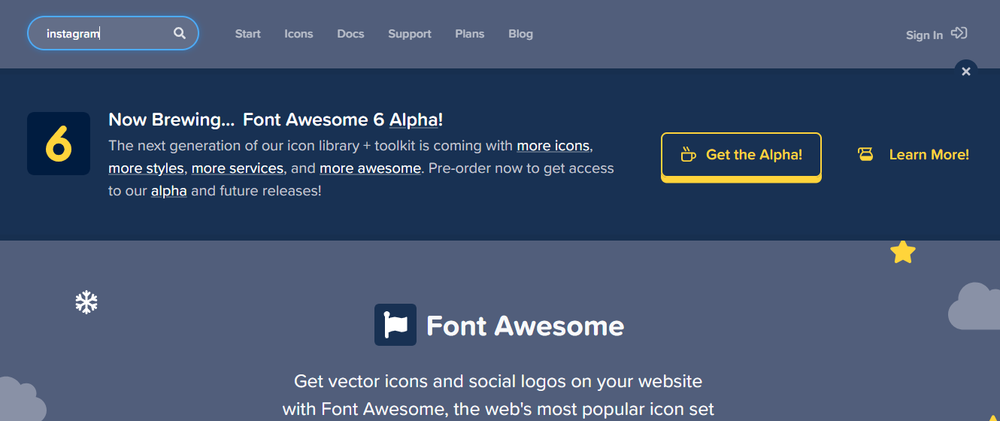 instagram
Start Icons Docs Support Plans Blog
Sign In
6
Now Brewing... Font Awesome 6 Alpha!
The next generation of our icon library + toolkit is coming with more icons,
more styles, more services, and more awesome. Pre-order now to get access
to our alpha and future releases!
Get the Alpha!
Learn More!
Font Awesome
Get vector icons and social logos on your website
with Font Awesome, the web's most popular icon set